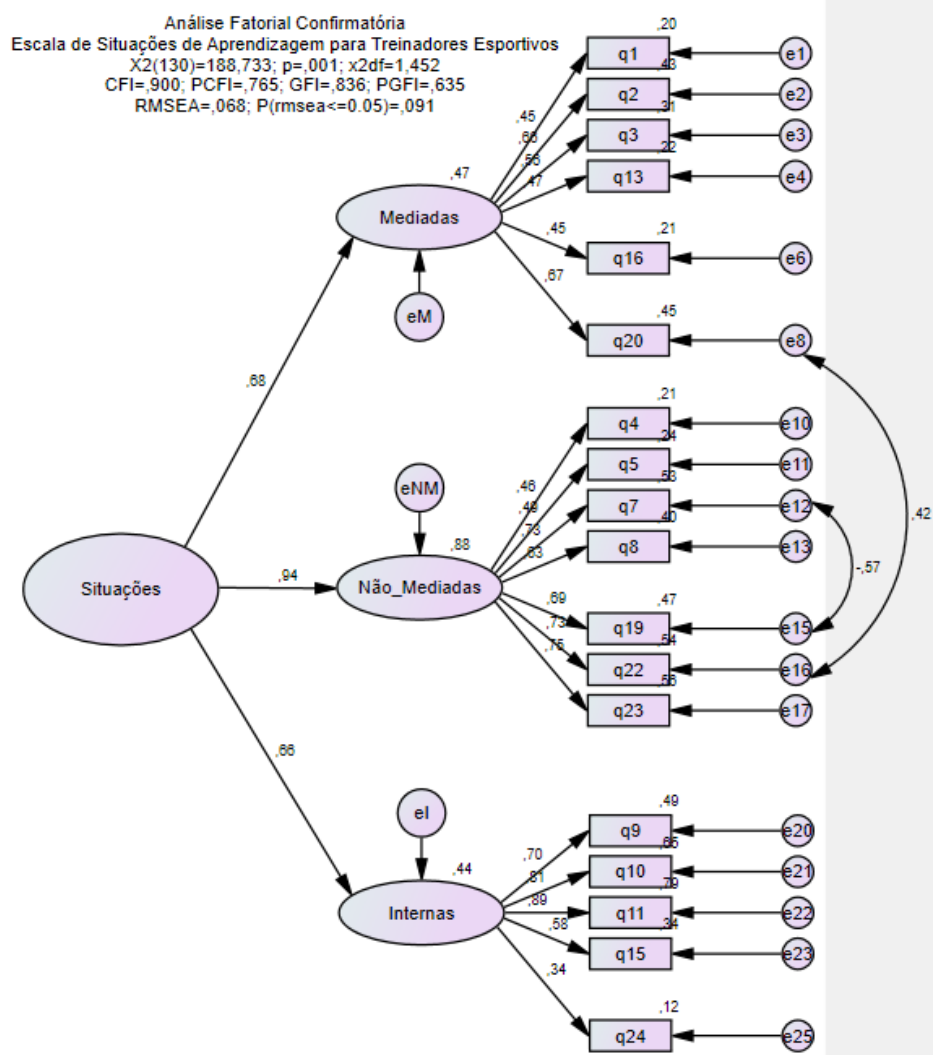 Análise Fatorial Confirmatória
Escala de Situações de Aprendizagem para Treinadores Esportivos
X2(130)=188,733; p=,001; x2df=1,452
CFI=,900; PCFI=,765; GFI=,836; PGFI=,635
RMSEA=,068; P(rmsea<=0.05)=,091
,20
q1
e1
,43
q2
e2
,45
,31
q3
e3
,66
,22
q13
e4
,56
,47
,47
Mediadas
,45
,21
q16
e6
,67
eM
,45
q20
e8
,68
,21
q4
e10
,24
q5
e11
eNM
,46
,53
q7
e12
,49
,42
,73
,40
q8
e13
,88
,63
-,57
Situações
,94
Não_Mediadas
,69
,47
q19
e15
,73
,54
q22
e16
,75
,56
q23
e17
,66
eI
,49
q9
e20
,70
,65
q10
e21
,44
,81
,79
q11
e22
Internas
,89
,34
q15
e23
,58
,34
,12
q24
e25